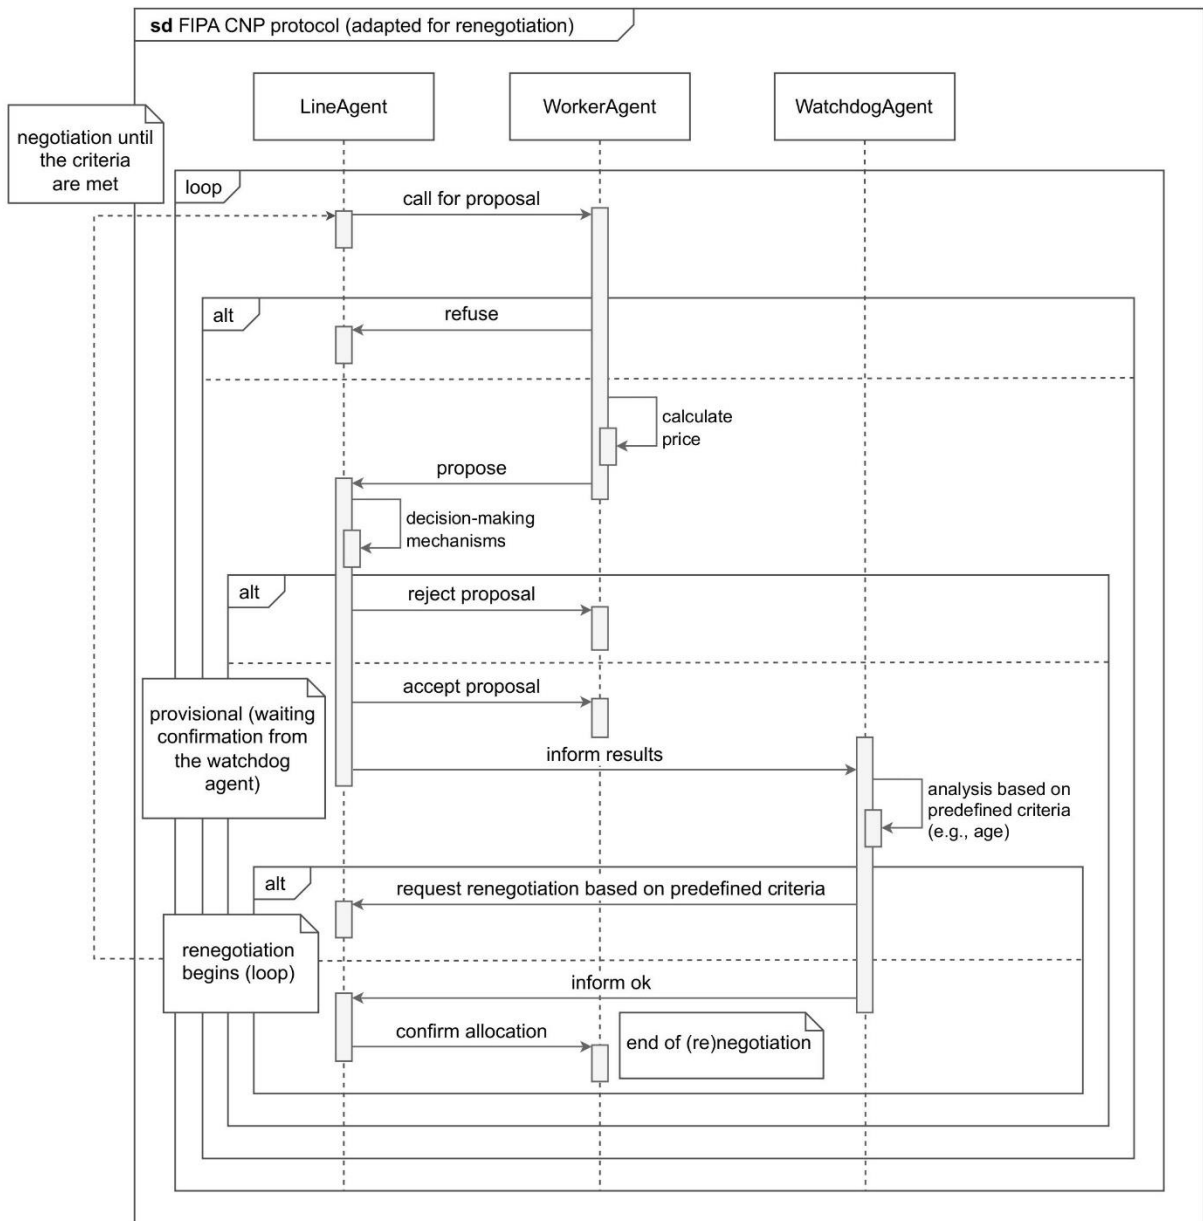 sd FIPA CNP protocol (adapted for renegotiation)
LineAgent
WorkerAgent
WatchdogAgent
negotiation until
the criteria
are met
loop
call for proposal
alt
refuse
calculate
price
propose
decision-making
mechanisms
alt
reject proposal
accept proposal
provisional (waiting
confirmation from
the watchdog
agent)
inform results
analysis based on
predefined criteria
(e.g., age)
alt
request renegotiation based on predefined criteria
renegotiation
begins (loop)
inform ok
confirm allocation
end of (re)negotiation